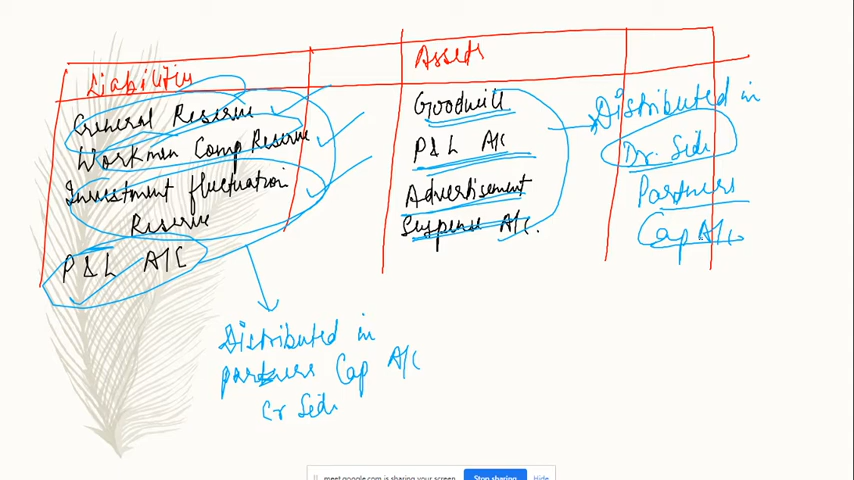 Liabilities
Assets
General Reserve
Workmen Comp Reserve
Investment fluctuation
Reserve
P&L A/C
Goodwill
P&L A/C
Advertisement
Suspense A/C.
Distributed in
Dr. Side
Partners
Cap A/C
Distributed in
partners Cap A/C
Cr Side
meet.google.com is sharing your screen.
Stop sharing
Hide